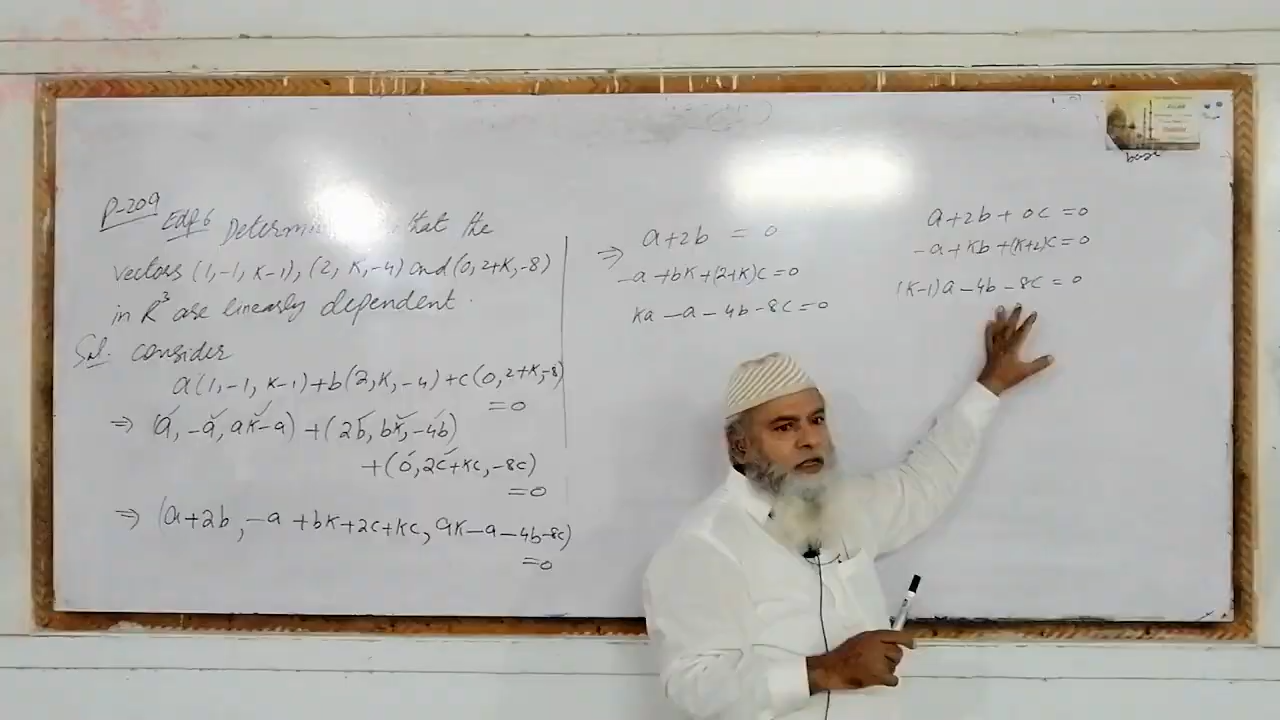 P-209
Ex#6 Determine that the
vectors (1,-1, K-1), (2, K, -4) and (0, 2+K, -8)
in R³ are linearly dependent.
Sol. consider
a(1, -1, K-1) + b(2, K, -4) + c(0, 2+K, -8)
= 0
⇒ (a, -a, aK-a) + (2b, bK, -4b)
+ (0, 2c+Kc, -8c)
= 0
⇒ (a+2b, -a + bK + 2c + Kc, aK - a - 4b - 8c)
= 0
⇒ a + 2b = 0
-a + bK + (2+K)c = 0
Ka - a - 4b - 8c = 0
a + 2b + 0c = 0
-a + Kb + (K+2)c = 0
(K-1)a - 4b - 8c = 0